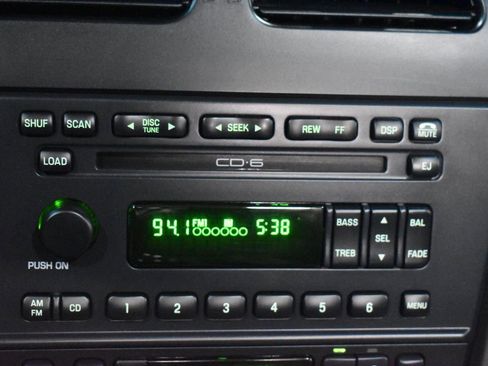 SHUF SCAN DISC TUNE SEEK REW FF DSP MUTE
LOAD CD·6 EJ
94.1 FM1 5:38 BASS SEL BAL
TREB FADE
PUSH ON
AM FM CD 1 2 3 4 5 6 MENU